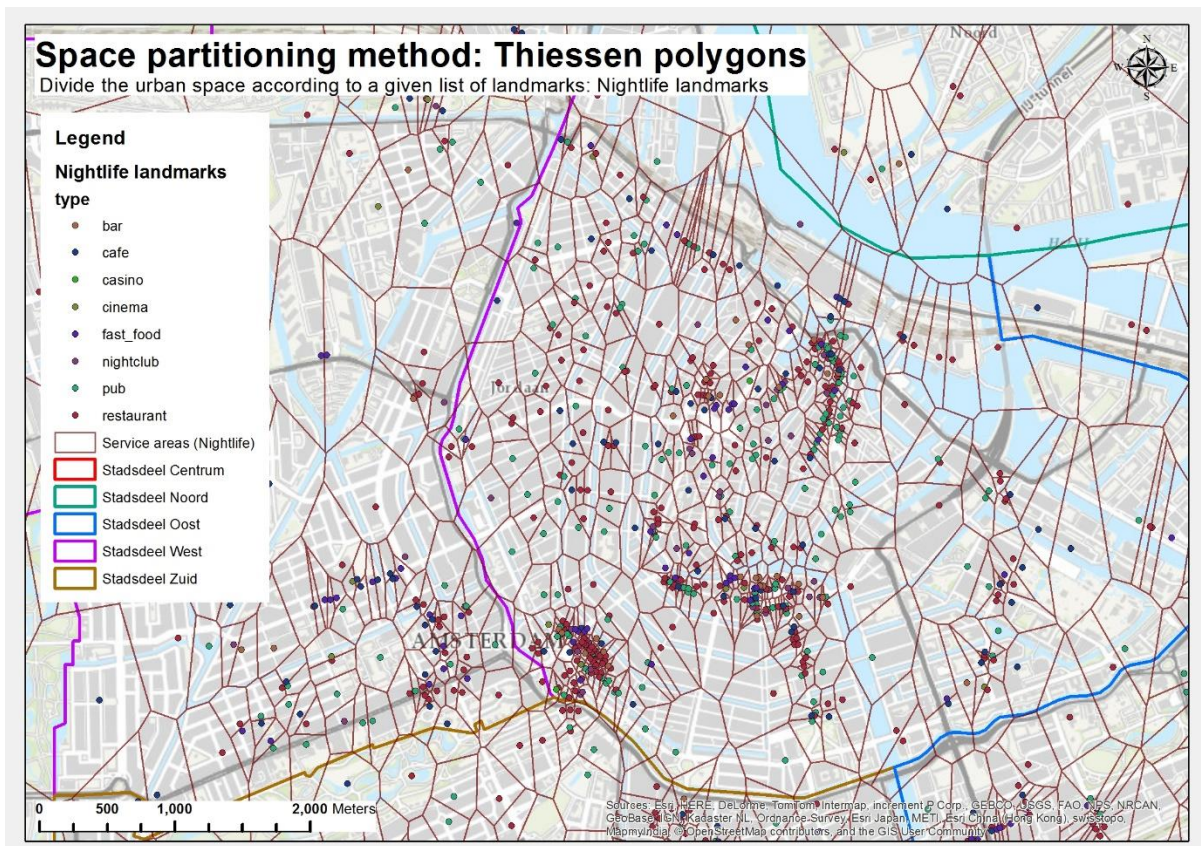 Space partitioning method: Thiessen polygons
Divide the urban space according to a given list of landmarks: Nightlife landmarks
Noord
N
W E
S
IJ-tunnel
Legend
Nightlife landmarks
type
bar
cafe
casino
cinema
fast_food
nightclub
pub
restaurant
Service areas (Nightlife)
Stadsdeel Centrum
Stadsdeel Noord
Stadsdeel Oost
Stadsdeel West
Stadsdeel Zuid
Jordaan
AMSTERDAM
0 500 1,000 2,000 Meters
Sources: Esri, HERE, DeLorme, TomTom, Intermap, increment P Corp., GEBCO, USGS, FAO, NPS, NRCAN,
GeoBase, IGN, Kadaster NL, Ordnance Survey, Esri Japan, METI, Esri China (Hong Kong), swisstopo,
MapmyIndia, © OpenStreetMap contributors, and the GIS User Community